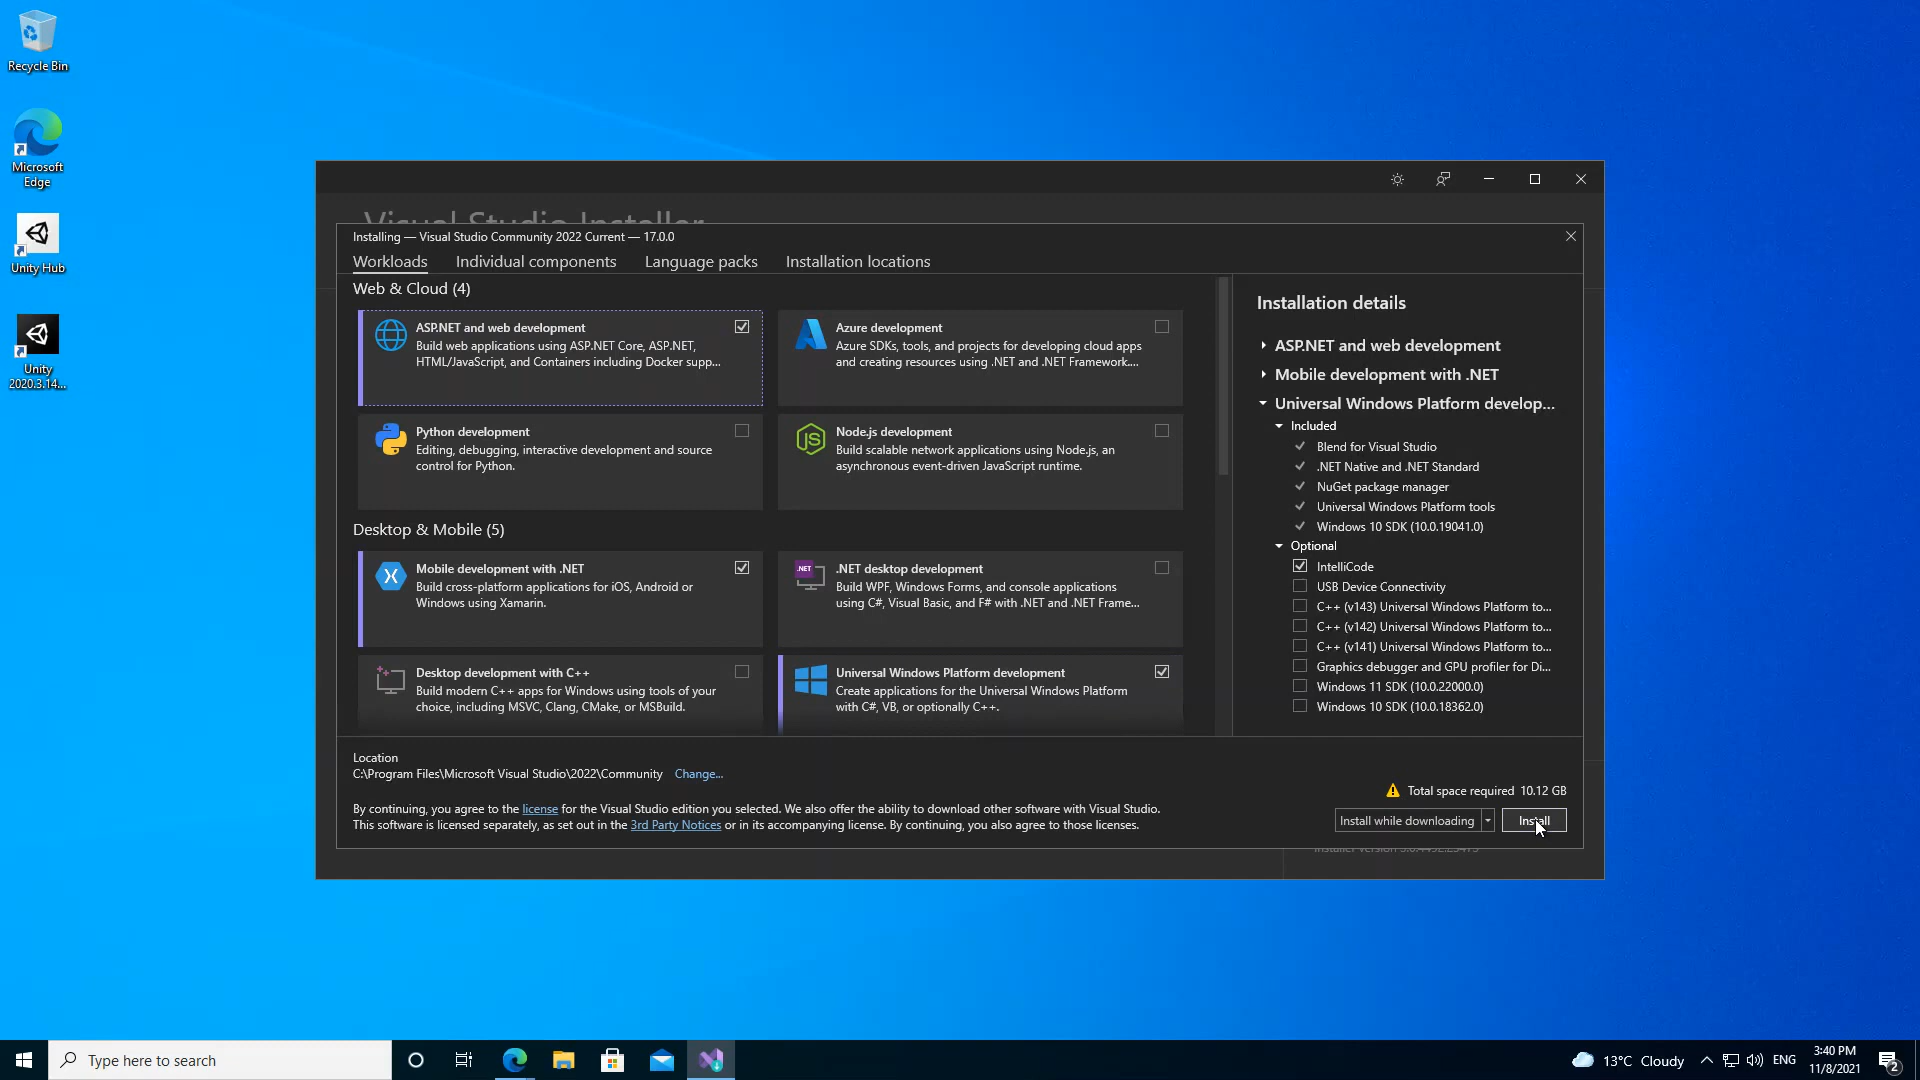 Recycle Bin
Microsoft
Edge
Unity Hub
Unity
2020.3.14...
Visual Studio Installer
Installing — Visual Studio Community 2022 Current — 17.0.0
Workloads
Individual components
Language packs
Installation locations
Web & Cloud (4)
ASP.NET and web development
Build web applications using ASP.NET Core, ASP.NET,
HTML/JavaScript, and Containers including Docker supp...
Azure development
Azure SDKs, tools, and projects for developing cloud apps
and creating resources using .NET and .NET Framework....
Python development
Editing, debugging, interactive development and source
control for Python.
Node.js development
Build scalable network applications using Node.js, an
asynchronous event-driven JavaScript runtime.
Desktop & Mobile (5)
Mobile development with .NET
Build cross-platform applications for iOS, Android or
Windows using Xamarin.
.NET desktop development
Build WPF, Windows Forms, and console applications
using C#, Visual Basic, and F# with .NET and .NET Frame...
Desktop development with C++
Build modern C++ apps for Windows using tools of your
choice, including MSVC, Clang, CMake, or MSBuild.
Universal Windows Platform development
Create applications for the Universal Windows Platform
with C#, VB, or optionally C++.
Installation details
ASP.NET and web development
Mobile development with .NET
Universal Windows Platform develop...
Included
Blend for Visual Studio
.NET Native and .NET Standard
NuGet package manager
Universal Windows Platform tools
Windows 10 SDK (10.0.19041.0)
Optional
IntelliCode
USB Device Connectivity
C++ (v143) Universal Windows Platform to...
C++ (v142) Universal Windows Platform to...
C++ (v141) Universal Windows Platform to...
Graphics debugger and GPU profiler for Di...
Windows 11 SDK (10.0.22000.0)
Windows 10 SDK (10.0.18362.0)
Location
C:\Program Files\Microsoft Visual Studio\2022\Community Change...
By continuing, you agree to the license for the Visual Studio edition you selected. We also offer the ability to download other software with Visual Studio.
This software is licensed separately, as set out in the 3rd Party Notices or in its accompanying license. By continuing, you also agree to those licenses.
Total space required 10.12 GB
Install while downloading
Install
Type here to search
13°C Cloudy
ENG
3:40 PM
11/8/2021
2